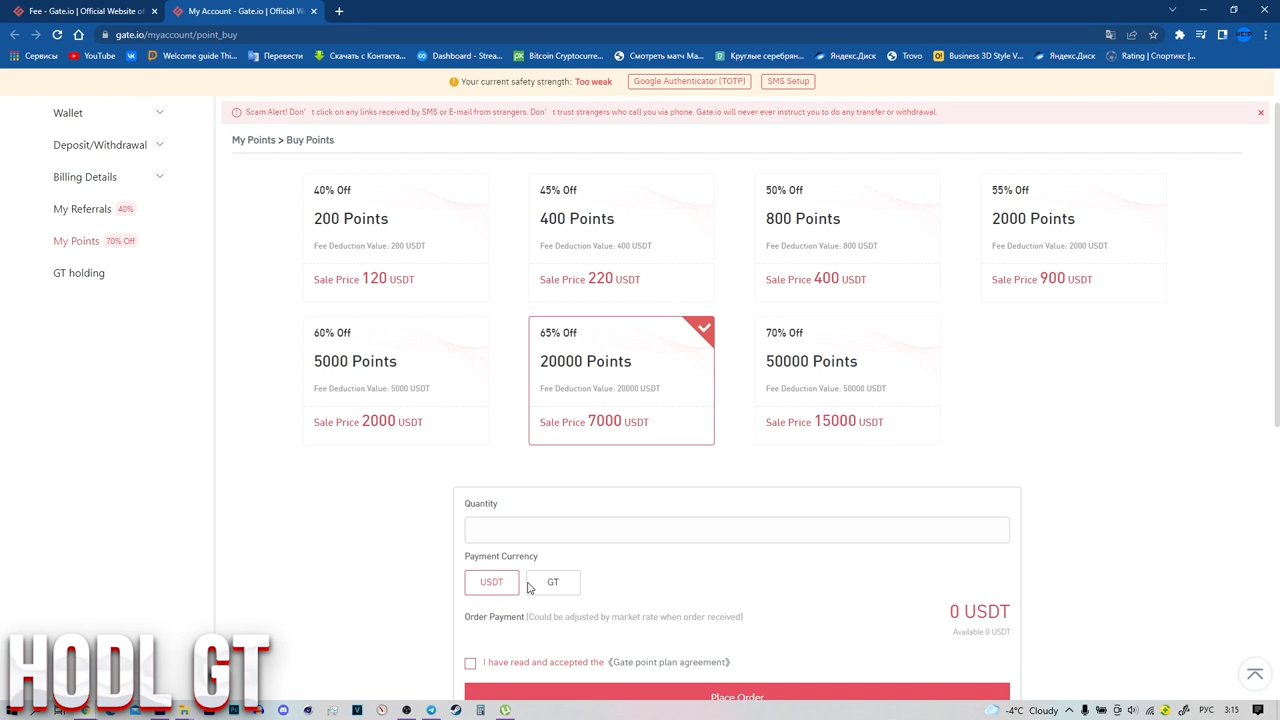 Fee - Gate.io | Official Website of
My Account - Gate.io
gate.io/myaccount/point_buy
Сервисы
YouTube
Welcome guide "Th...
Перевести
Dashboard - Strea...
Bitcoin Cryptocurre...
Смотреть материа...
Круглые серебрян...
Яндекс.Диск
Trovo
Business 3D Style V...
Яндекс.Диск
Rating | Сpортпик...
Your current safety strength: Too weak
Google Authenticator (TOTP)
SMS Setup
Scam Alert! Don't click on any links received by SMS or E-mail from strangers. Don't trust strangers who call you via phone. Gate.io will never ever instruct you to do any transfer or withdrawal.
Wallet
Deposit/Withdrawal
Billing Details
My Referrals 40%
My Points 70% Off
GT holding
My Points > Buy Points
40% Off
200 Points
Fee Deduction Value: 200 USDT
Sale Price 120 USDT
45% Off
400 Points
Fee Deduction Value: 400 USDT
Sale Price 220 USDT
50% Off
800 Points
Fee Deduction Value: 800 USDT
Sale Price 400 USDT
55% Off
2000 Points
Fee Deduction Value: 2000 USDT
Sale Price 900 USDT
60% Off
5000 Points
Fee Deduction Value: 5000 USDT
Sale Price 2000 USDT
65% Off
20000 Points
Fee Deduction Value: 20000 USDT
Sale Price 7000 USDT
70% Off
50000 Points
Fee Deduction Value: 50000 USDT
Sale Price 15000 USDT
Quantity
Payment Currency
USDT
GT
Order Payment (Could be adjusted by market rate when order received)
0 USDT
Available 0 USDT
I have read and accepted the《Gate point plan agreement》
Place Order
HODL GT
-4°C Cloudy
РУС
3:15